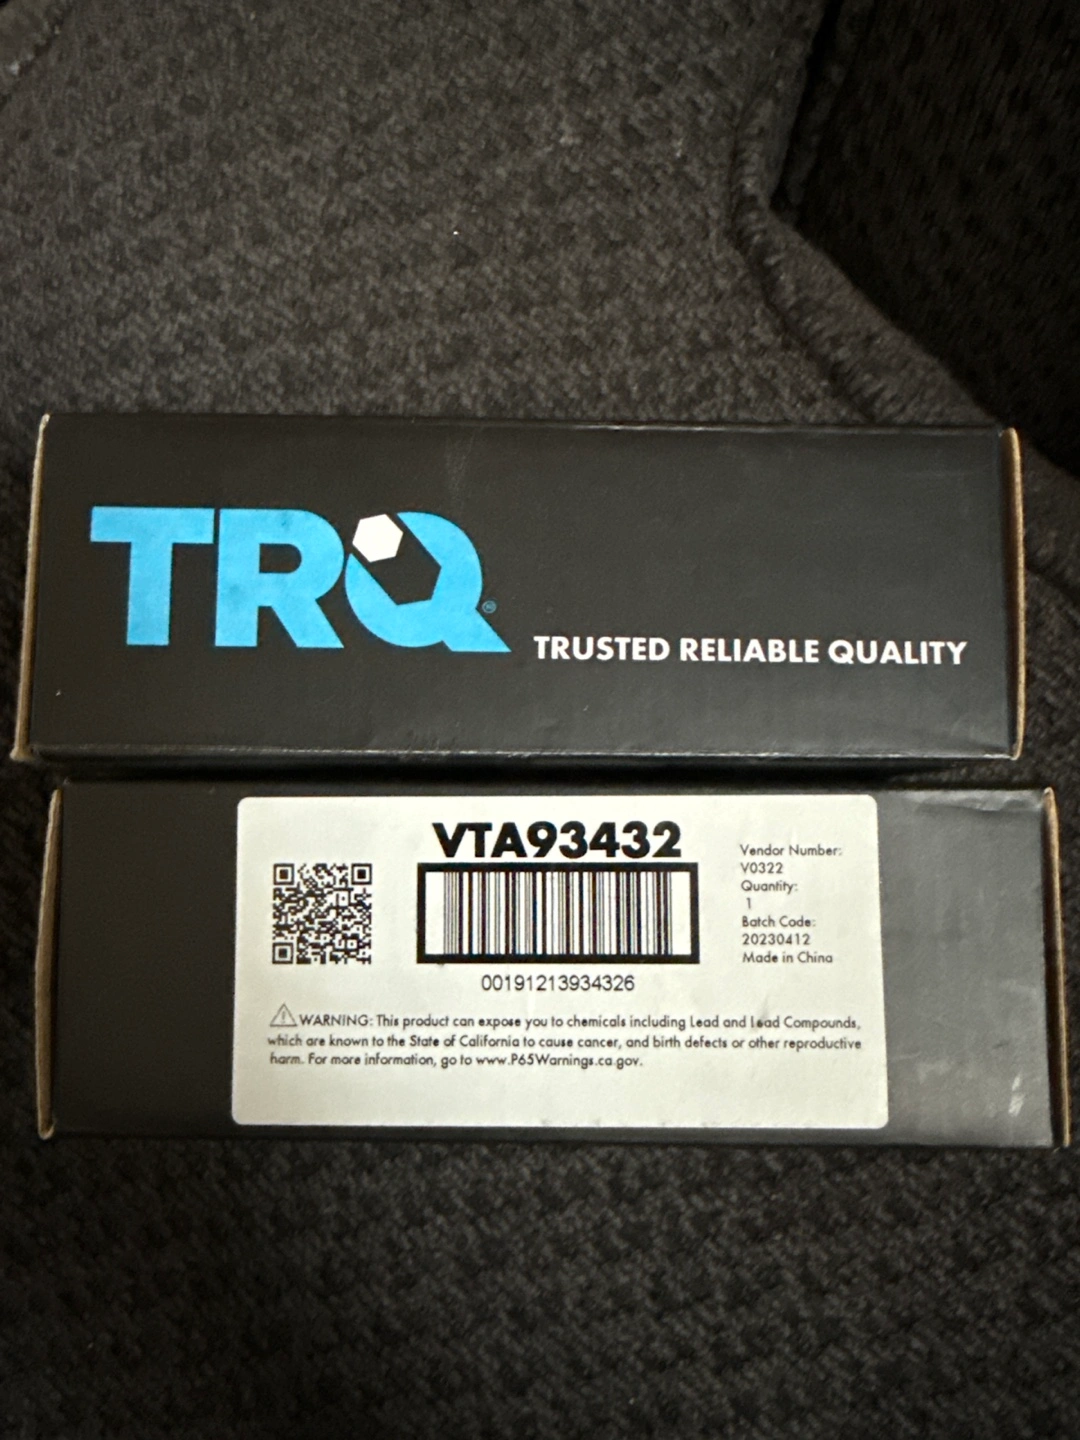 TRQ®
TRUSTED RELIABLE QUALITY
VTA93432
00191213934326
Vendor Number:
V0322
Quantity:
1
Batch Code:
20230412
Made in China
WARNING: This product can expose you to chemicals including Lead and Lead Compounds,
which are known to the State of California to cause cancer, and birth defects or other reproductive
harm. For more information, go to www.P65Warnings.ca.gov.